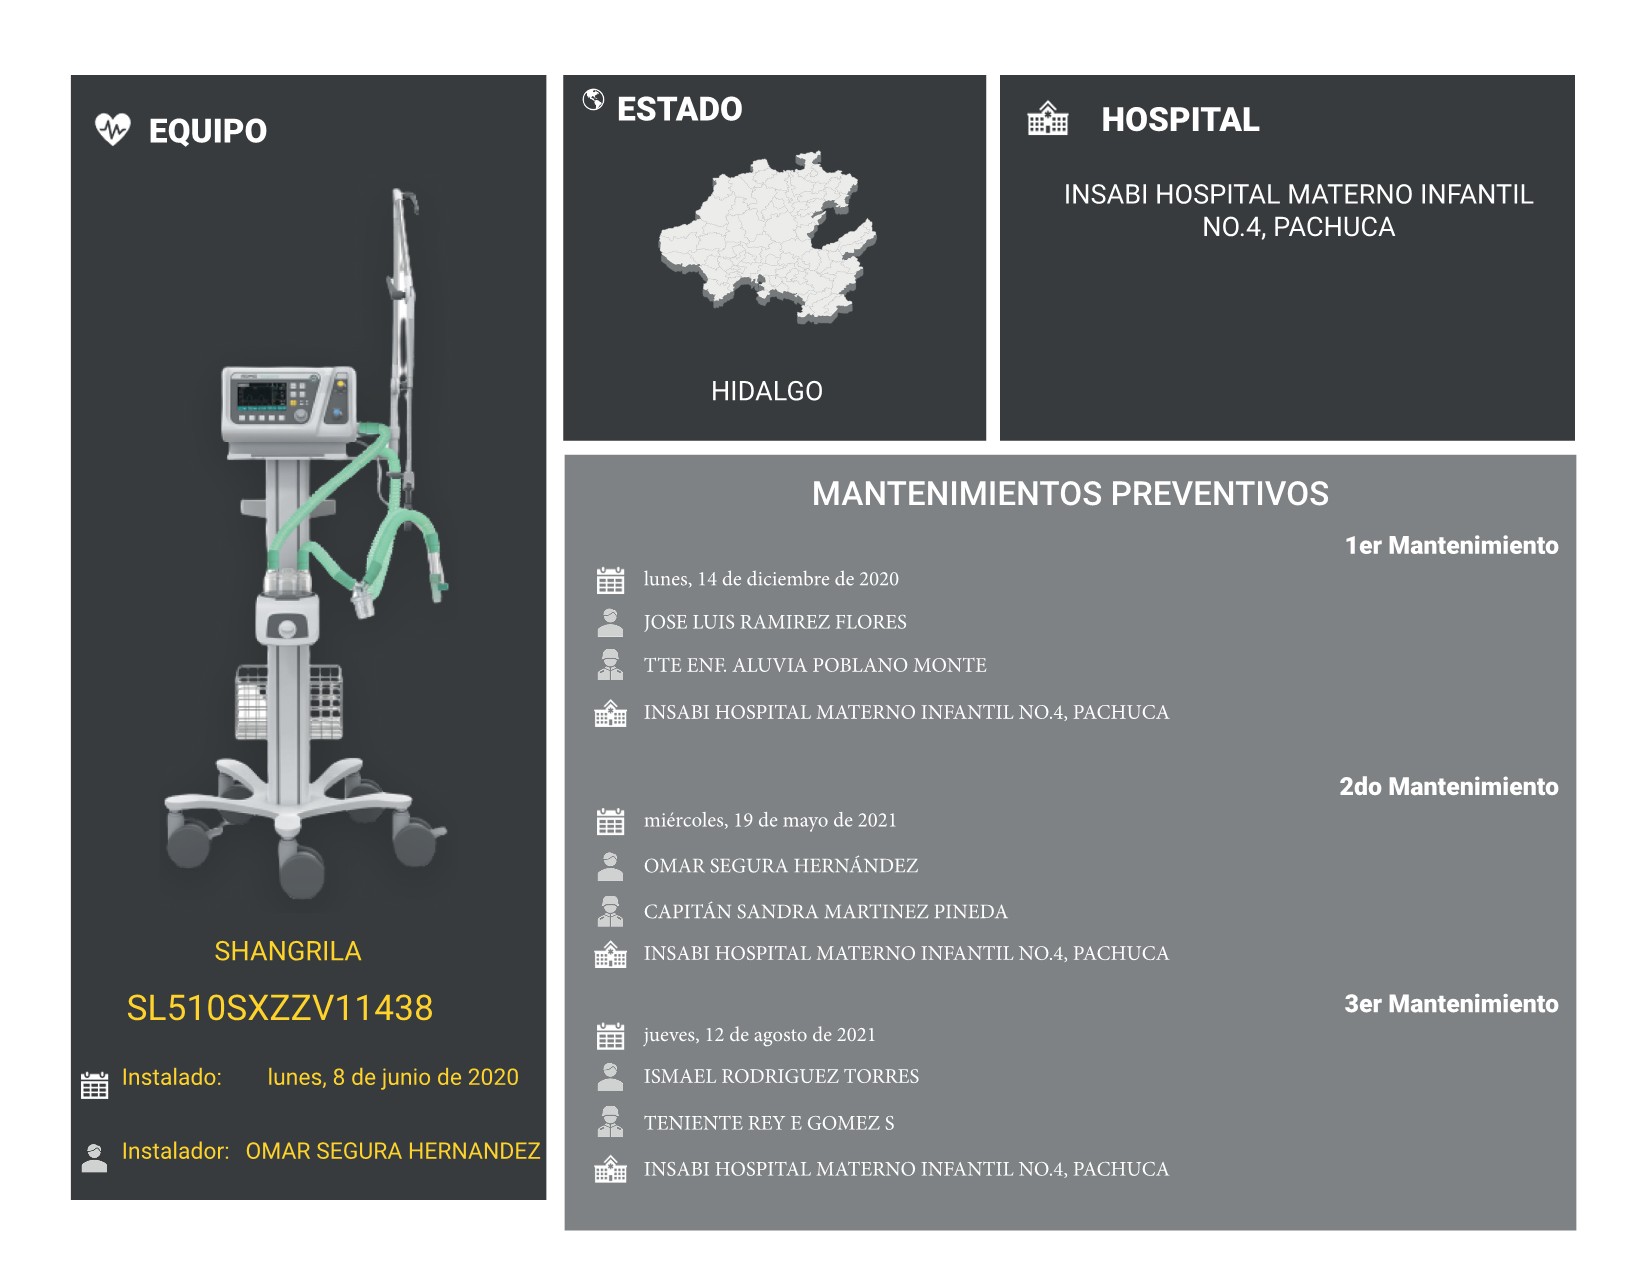 EQUIPO
SHANGRILA
SL510SXZZV11438
Instalado: lunes, 8 de junio de 2020
Instalador: OMAR SEGURA HERNANDEZ
ESTADO
HIDALGO
HOSPITAL
INSABI HOSPITAL MATERNO INFANTIL
NO.4, PACHUCA
MANTENIMIENTOS PREVENTIVOS
1er Mantenimiento
lunes, 14 de diciembre de 2020
JOSE LUIS RAMIREZ FLORES
TTE ENF. ALUVIA POBLANO MONTE
INSABI HOSPITAL MATERNO INFANTIL NO.4, PACHUCA
2do Mantenimiento
miércoles, 19 de mayo de 2021
OMAR SEGURA HERNÁNDEZ
CAPITÁN SANDRA MARTINEZ PINEDA
INSABI HOSPITAL MATERNO INFANTIL NO.4, PACHUCA
3er Mantenimiento
jueves, 12 de agosto de 2021
ISMAEL RODRIGUEZ TORRES
TENIENTE REY E GOMEZ S
INSABI HOSPITAL MATERNO INFANTIL NO.4, PACHUCA